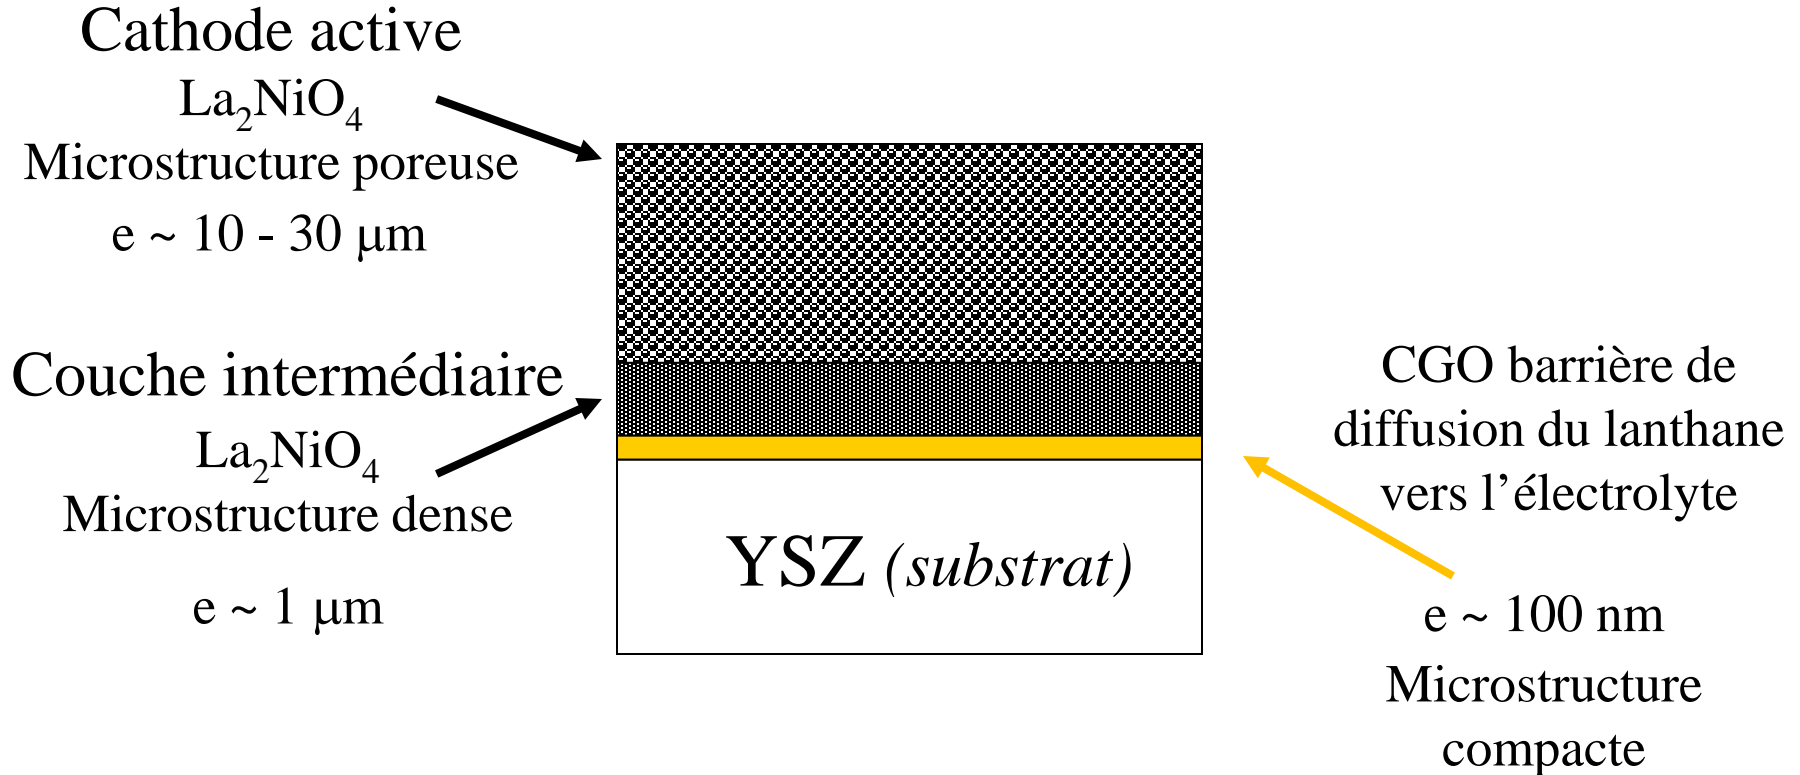 Cathode active
La₂NiO₄
Microstructure poreuse
e ~ 10 - 30 μm
Couche intermédiaire
La₂NiO₄
Microstructure dense
e ~ 1 μm
YSZ (substrat)
CGO barrière de
diffusion du lanthane
vers l’électrolyte
e ~ 100 nm
Microstructure
compacte